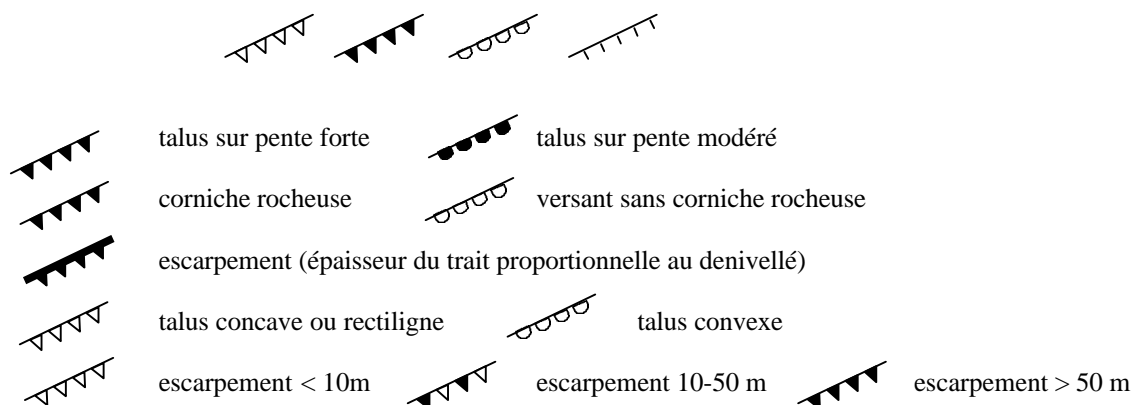 talus sur pente forte talus sur pente modéré
corniche rocheuse versant sans corniche rocheuse
escarpement (épaisseur du trait proportionnelle au denivellé)
talus concave ou rectiligne talus convexe
escarpement < 10m escarpement 10-50 m escarpement > 50 m